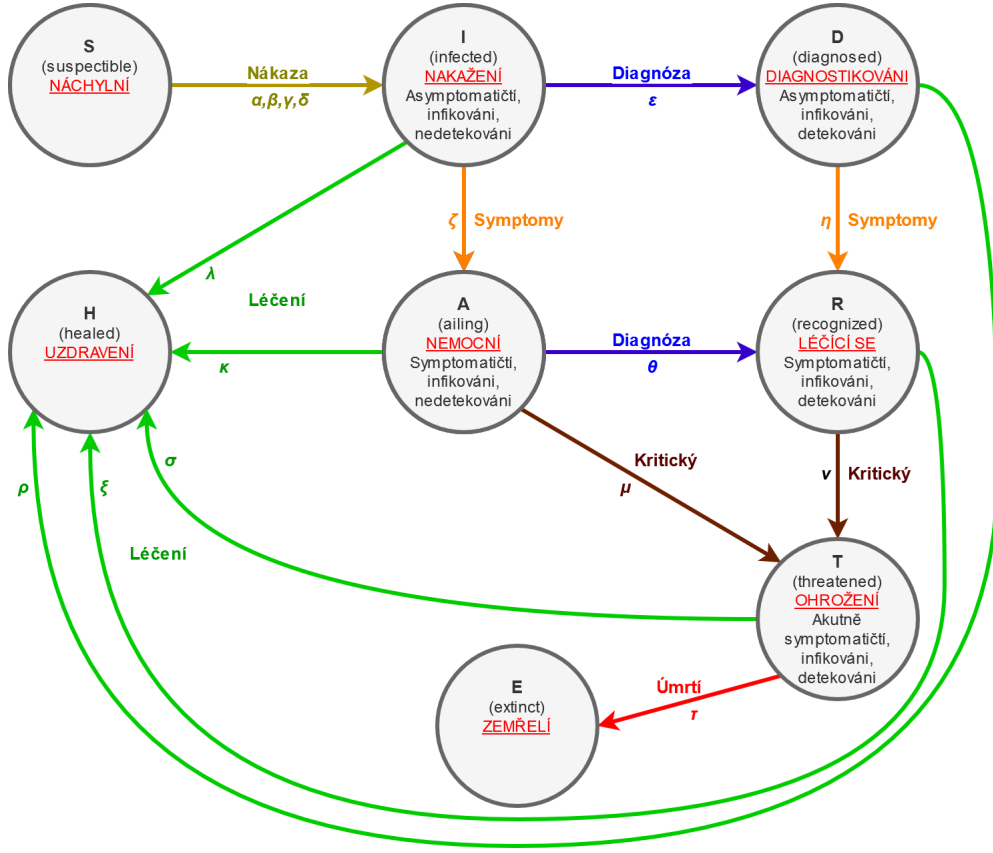 S
(suspectible)
NÁCHYLNÍ
Nákaza
α,β,γ,δ
I
(infected)
NAKAŽENÍ
Asymptomatičtí,
infikováni,
nedetekováni
Diagnóza
ε
D
(diagnosed)
DIAGNOSTIKOVÁNI
Asymptomatičtí,
infikováni,
detekováni
ζ Symptomy
η Symptomy
λ
Léčení
H
(healed)
UZDRAVENÍ
κ
A
(ailing)
NEMOCNÍ
Symptomatičtí,
infikováni,
nedetekováni
Diagnóza
θ
R
(recognized)
LÉČÍCÍ SE
Symptomatičtí,
infikováni,
detekováni
ρ
ξ
σ
Kritický
μ
ν Kritický
Léčení
T
(threatened)
OHROŽENÍ
Akutně
symptomatičtí,
infikováni,
detekováni
Úmrtí
τ
E
(extinct)
ZEMŘELÍ